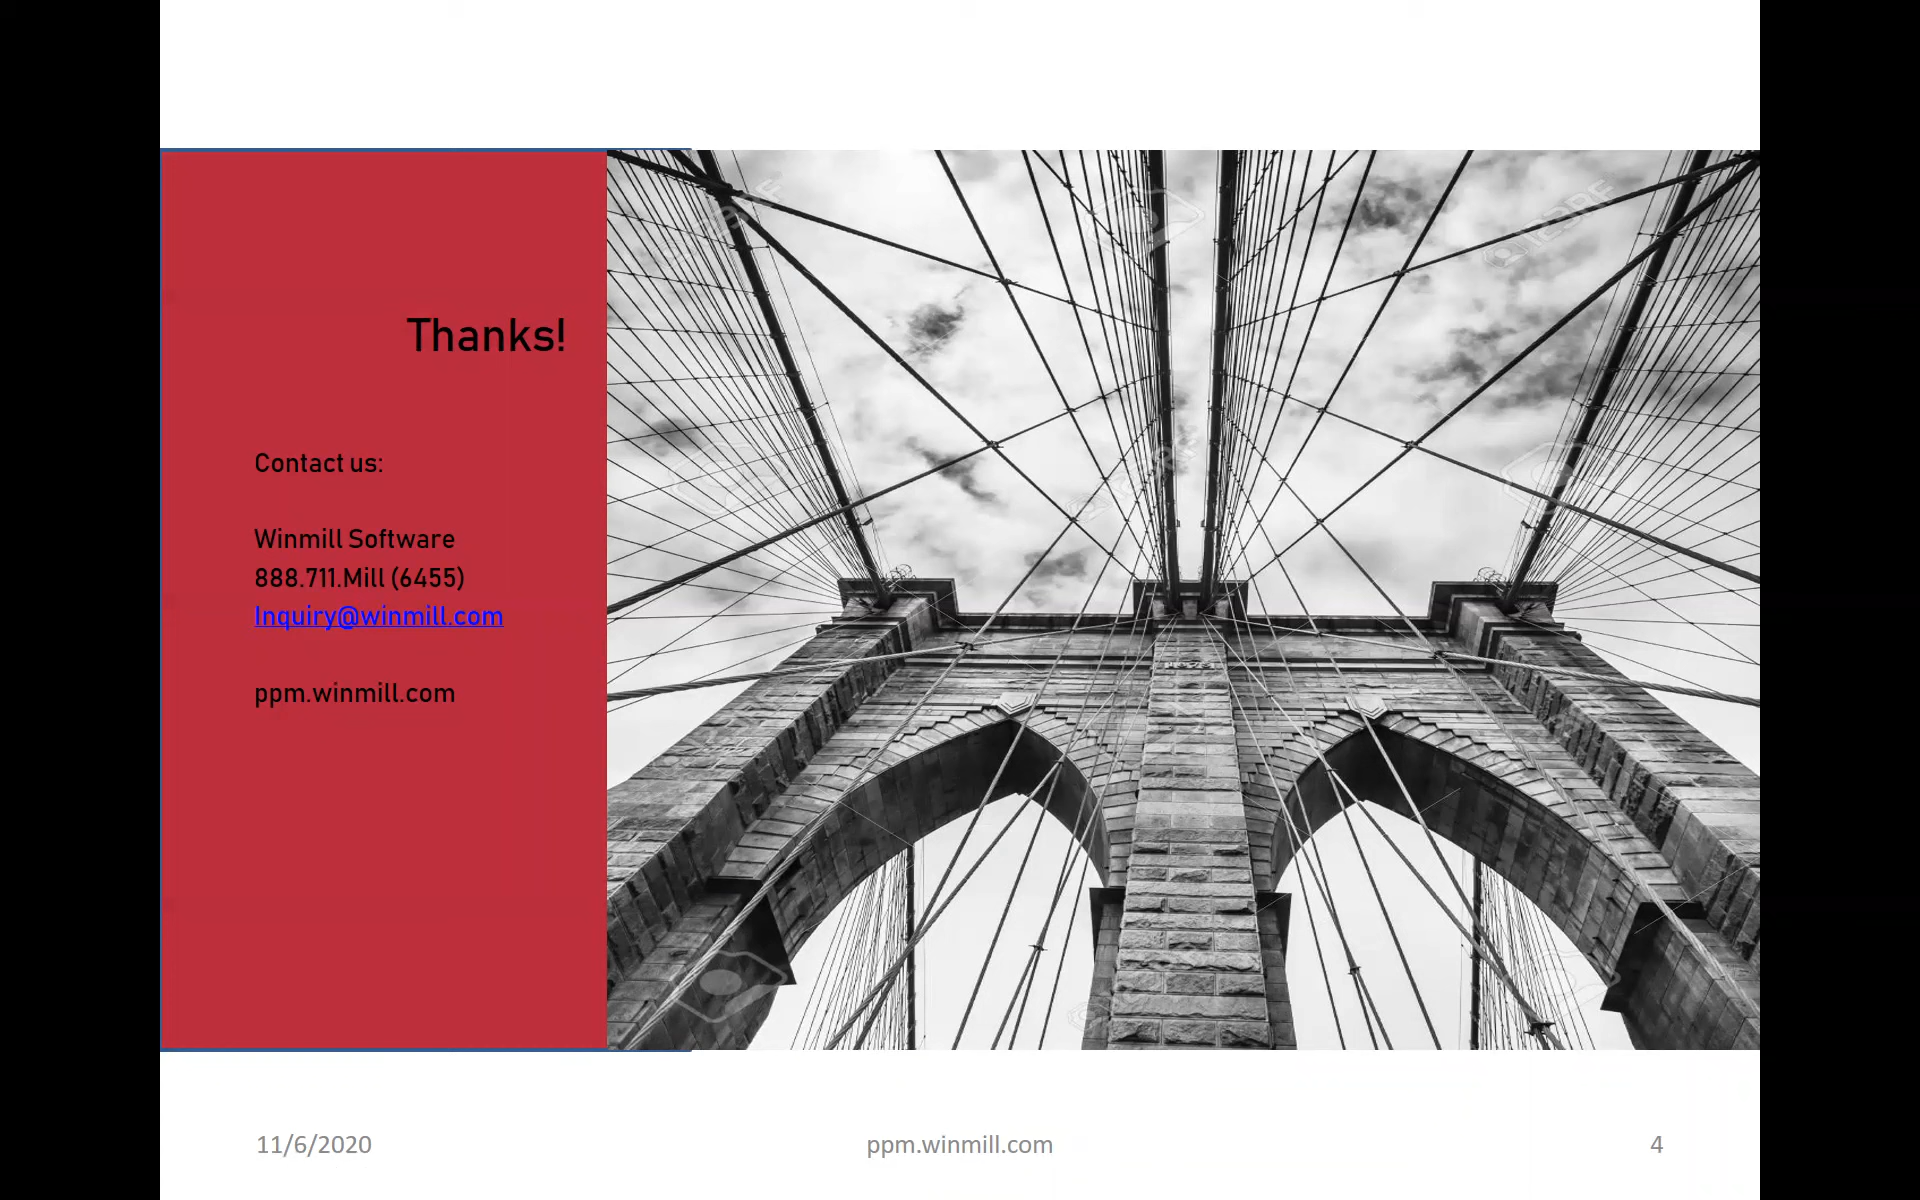 Thanks!
Contact us:
Winmill Software
888.711.Mill (6455)
Inquiry@winmill.com
ppm.winmill.com
11/6/2020
ppm.winmill.com
4